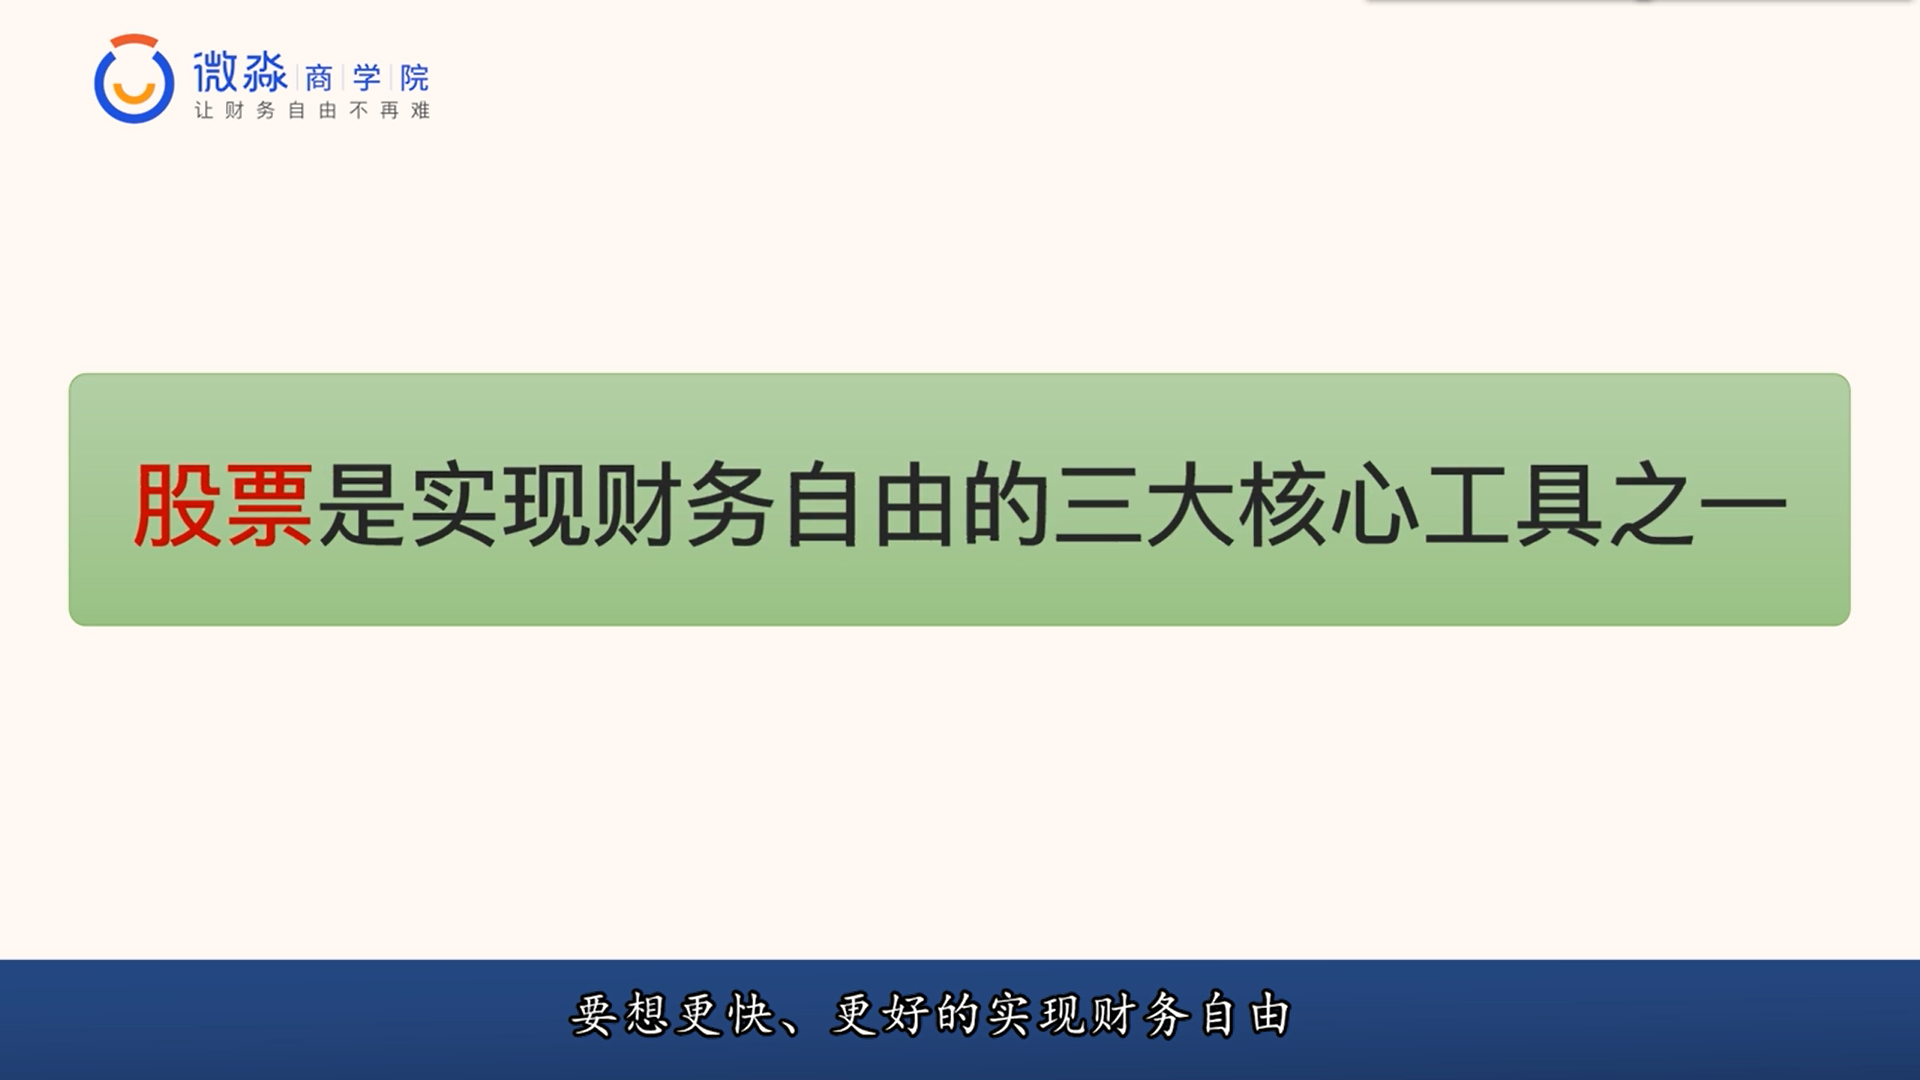 微淼商学院
让财务自由不再难
股票是实现财务自由的三大核心工具之一
要想更快、更好的实现财务自由